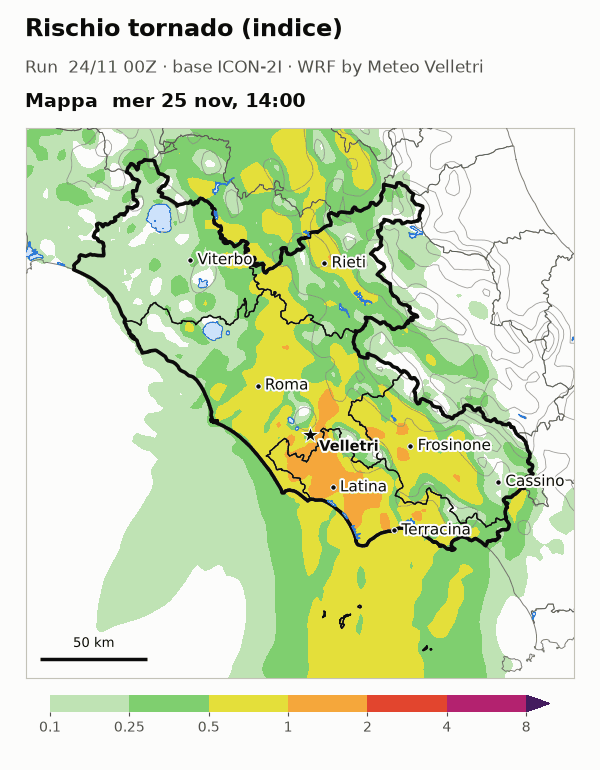 Rischio tornado (indice)
Run  24/11 00Z · base ICON-2I · WRF by Meteo Velletri
Mappa  mer 25 nov, 14:00
Viterbo
Rieti
Roma
Velletri
Frosinone
Latina
Cassino
Terracina
50 km
0.1 0.25 0.5 1 2 4 8